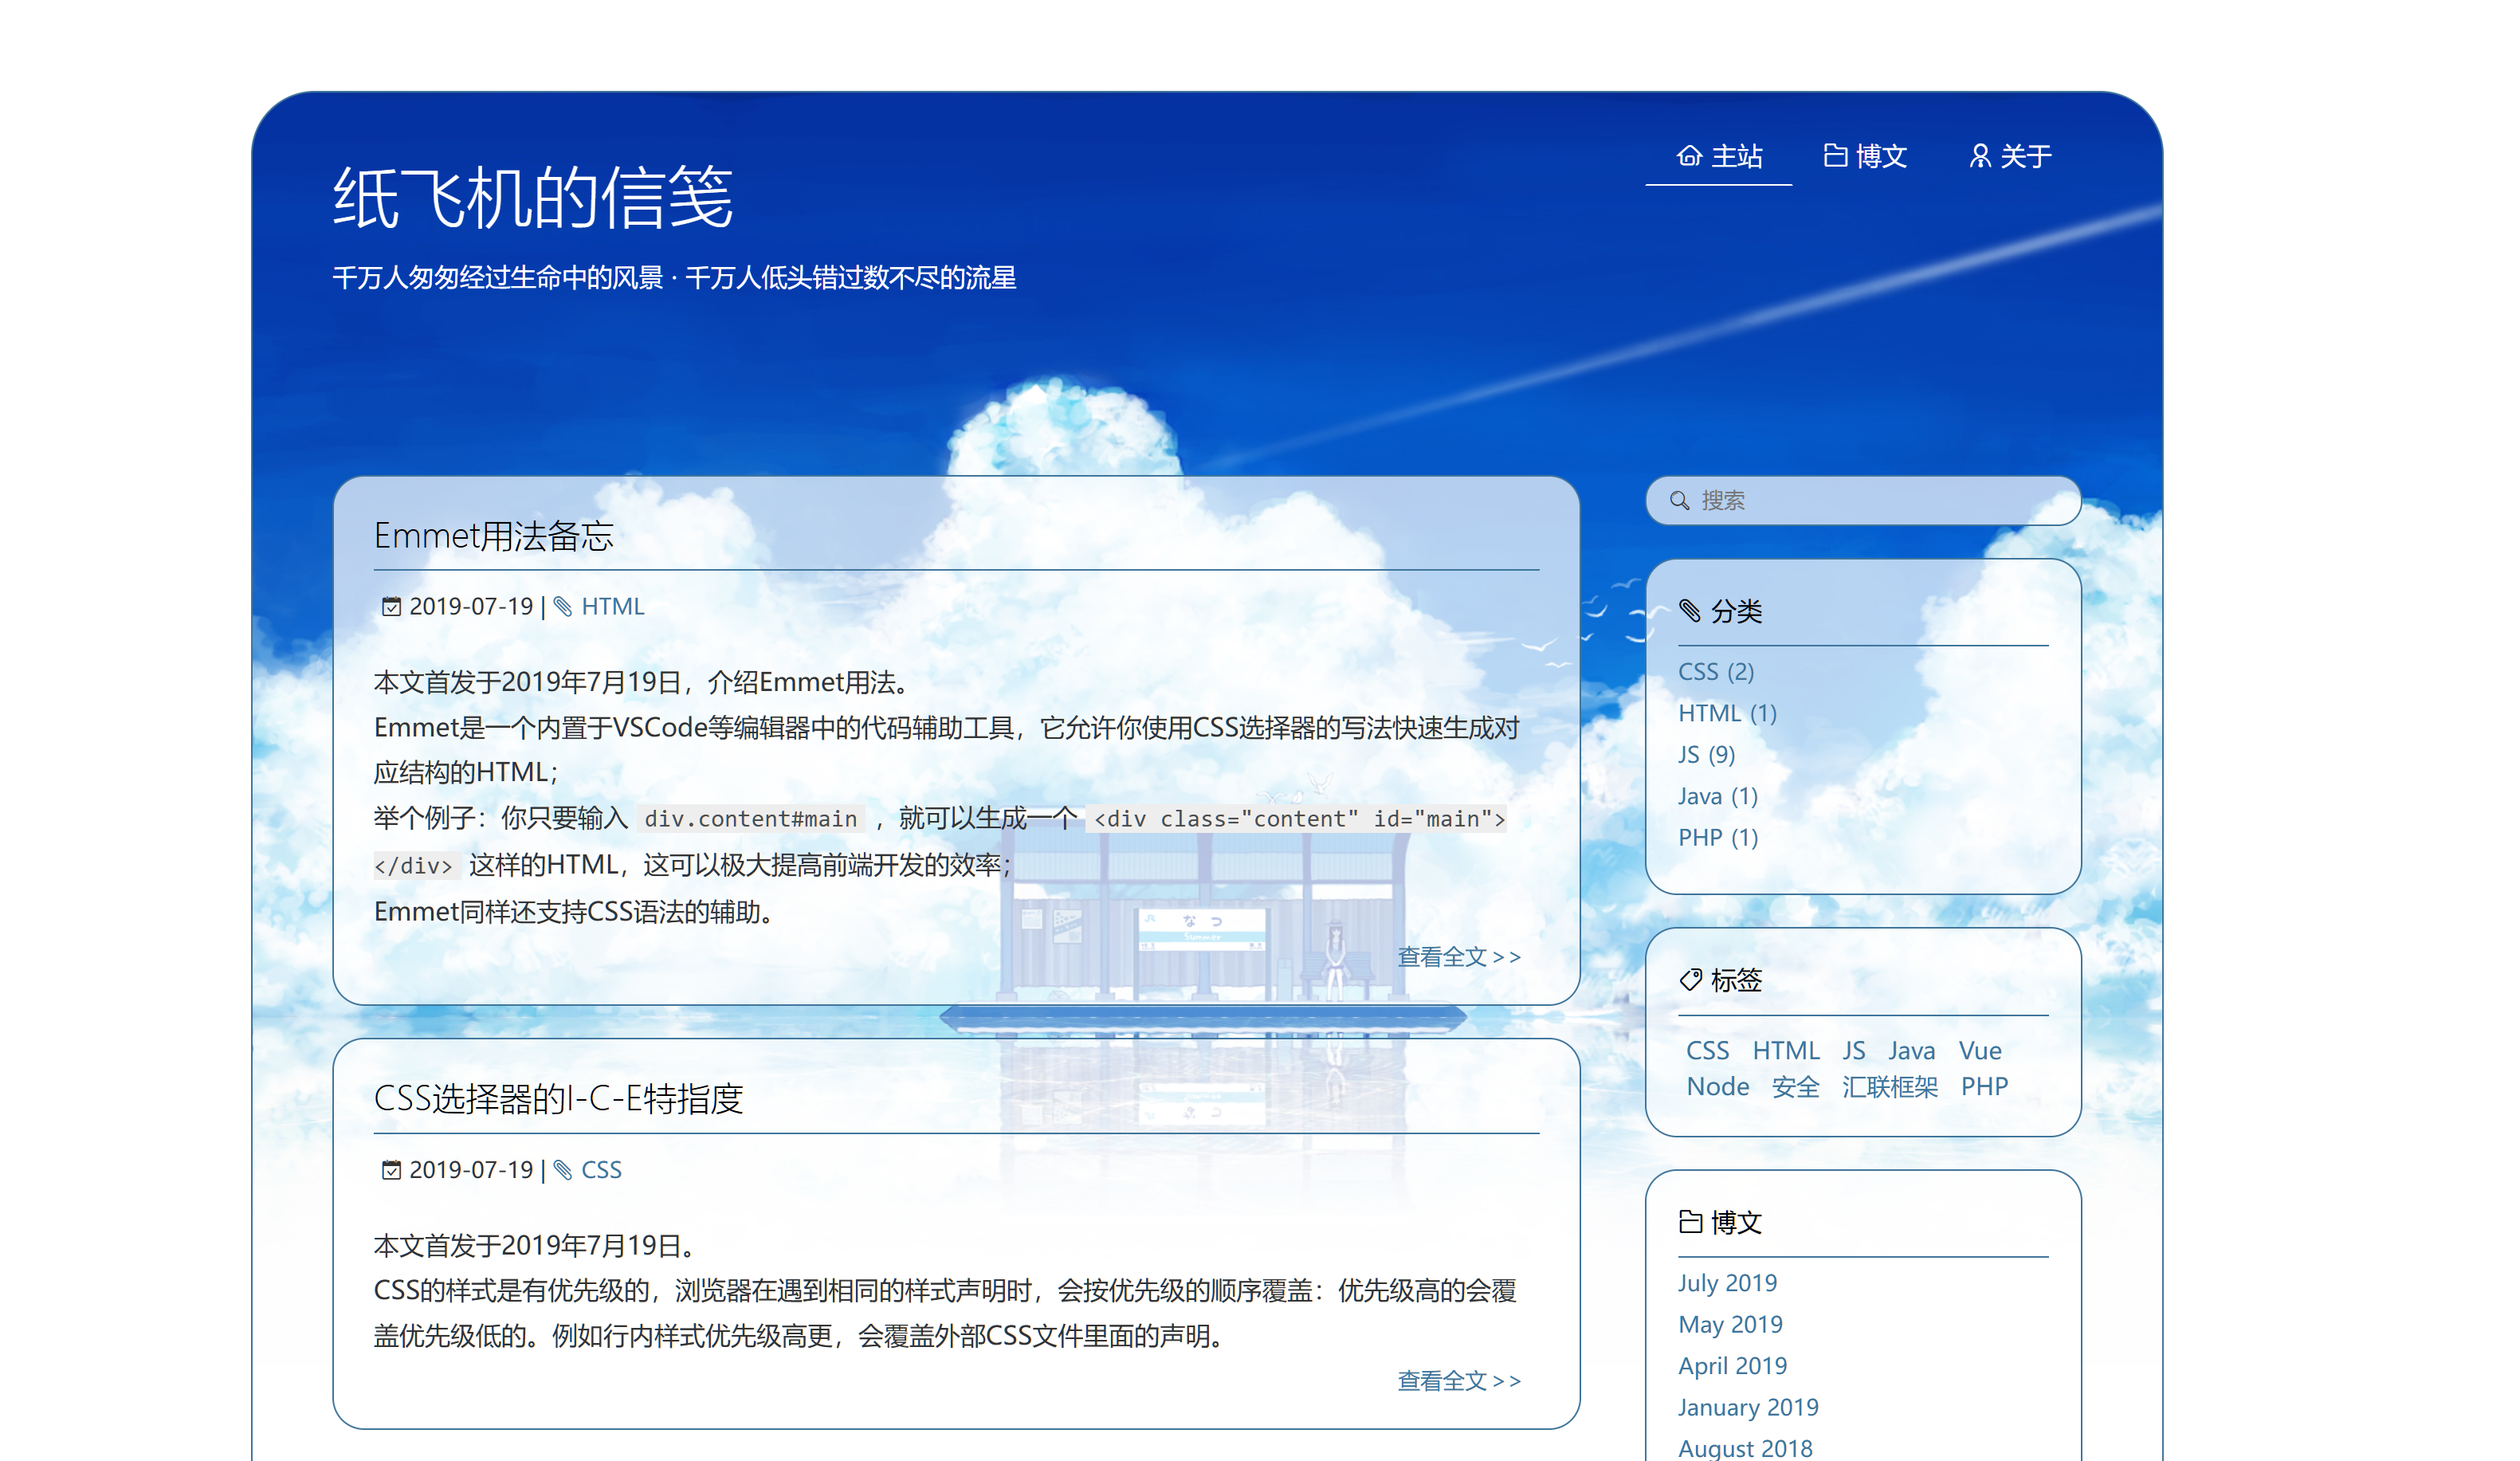 纸飞机的信笺
千万人匆匆经过生命中的风景 · 千万人低头错过数不尽的流星
主站 博文 关于
Emmet用法备忘
2019-07-19 | HTML
本文首发于2019年7月19日，介绍Emmet用法。
Emmet是一个内置于VSCode等编辑器中的代码辅助工具，它允许你使用CSS选择器的写法快速生成对
应结构的HTML；
举个例子：你只要输入 div.content#main ，就可以生成一个 <div class="content" id="main">
</div> 这样的HTML，这可以极大提高前端开发的效率；
Emmet同样还支持CSS语法的辅助。
查看全文 >>
なつ
Summer
CSS选择器的I-C-E特指度
2019-07-19 | CSS
本文首发于2019年7月19日。
CSS的样式是有优先级的，浏览器在遇到相同的样式声明时，会按优先级的顺序覆盖：优先级高的会覆
盖优先级低的。例如行内样式优先级高更，会覆盖外部CSS文件里面的声明。
查看全文 >>
搜索
分类
CSS (2)
HTML (1)
JS (9)
Java (1)
PHP (1)
标签
CSS HTML JS Java Vue
Node 安全 汇联框架 PHP
博文
July 2019
May 2019
April 2019
January 2019
August 2018